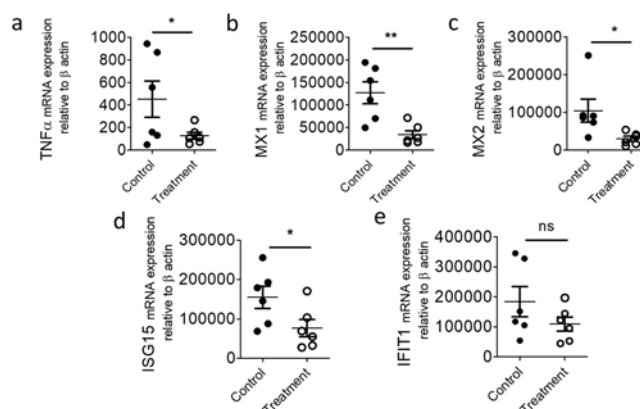 a
TNFα mRNA expression
relative to β actin
1000
800
600
400
200
0
*
Control
Treatment
b
MX1 mRNA expression
relative to β actin
200000
150000
100000
50000
0
**
Control
Treatment
c
MX2 mRNA expression
relative to β actin
300000
200000
100000
0
*
Control
Treatment
d
ISG15 mRNA expression
relative to β actin
300000
200000
100000
0
*
Control
Treatment
e
IFIT1 mRNA expression
relative to β actin
400000
300000
200000
100000
0
ns
Control
Treatment